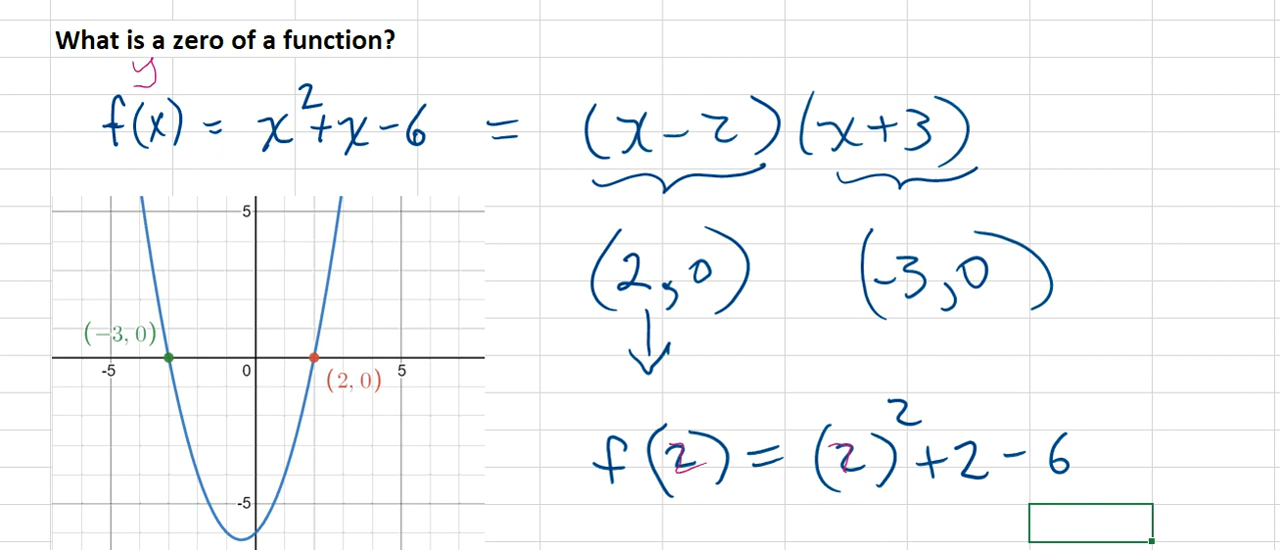 What is a zero of a function?
y
f(x) = x²+x-6 = (x-2)(x+3)
(2,0) (-3,0)
5
(-3, 0)
-5 0 5
(2, 0)
f(2) = (2)²+2-6
-5